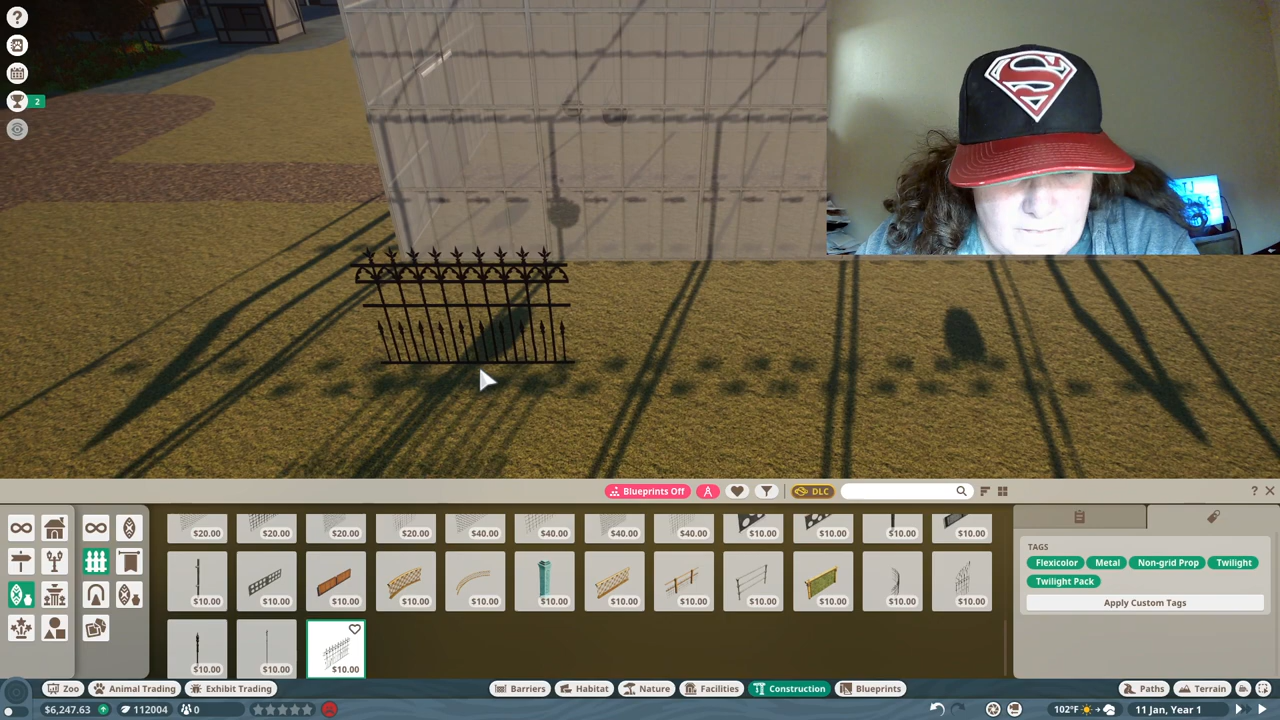 ?
2
TJ
Blueprints Off
DLC
?
$20.00 $20.00 $20.00 $20.00 $40.00 $40.00 $40.00 $40.00 $10.00 $10.00 $10.00 $10.00
$10.00 $10.00 $10.00 $10.00 $10.00 $10.00 $10.00 $10.00 $10.00 $10.00 $10.00 $10.00
$10.00 $10.00 $10.00
TAGS
Flexicolor Metal Non-grid Prop Twilight
Twilight Pack
Apply Custom Tags
Zoo Animal Trading Exhibit Trading Barriers Habitat Nature Facilities Construction Blueprints Paths Terrain
$6,247.63 112004 0 102°F 11 Jan, Year 1